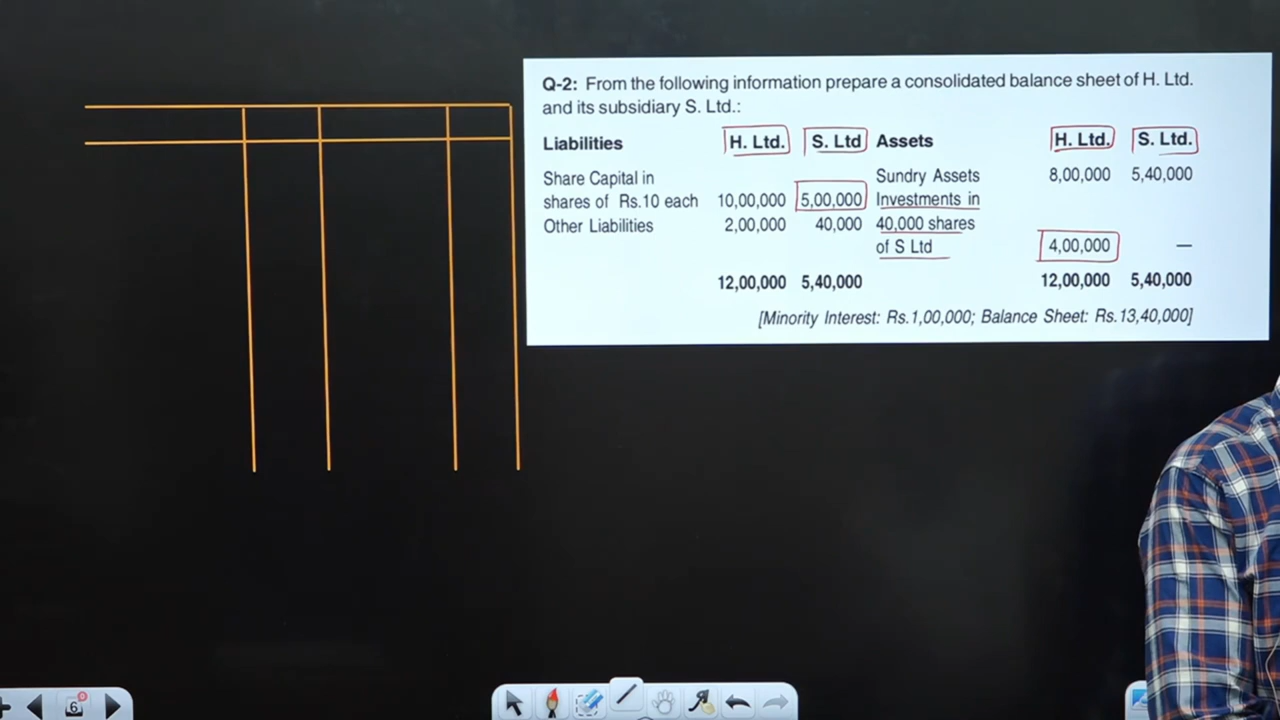 Q-2: From the following information prepare a consolidated balance sheet of H. Ltd.
and its subsidiary S. Ltd.:
Liabilities H. Ltd. S. Ltd Assets H. Ltd. S. Ltd.
Share Capital in Sundry Assets 8,00,000 5,40,000
shares of Rs.10 each 10,00,000 5,00,000 Investments in
Other Liabilities 2,00,000 40,000 40,000 shares
of S Ltd 4,00,000 —
12,00,000 5,40,000 12,00,000 5,40,000
[Minority Interest: Rs.1,00,000; Balance Sheet: Rs.13,40,000]
6